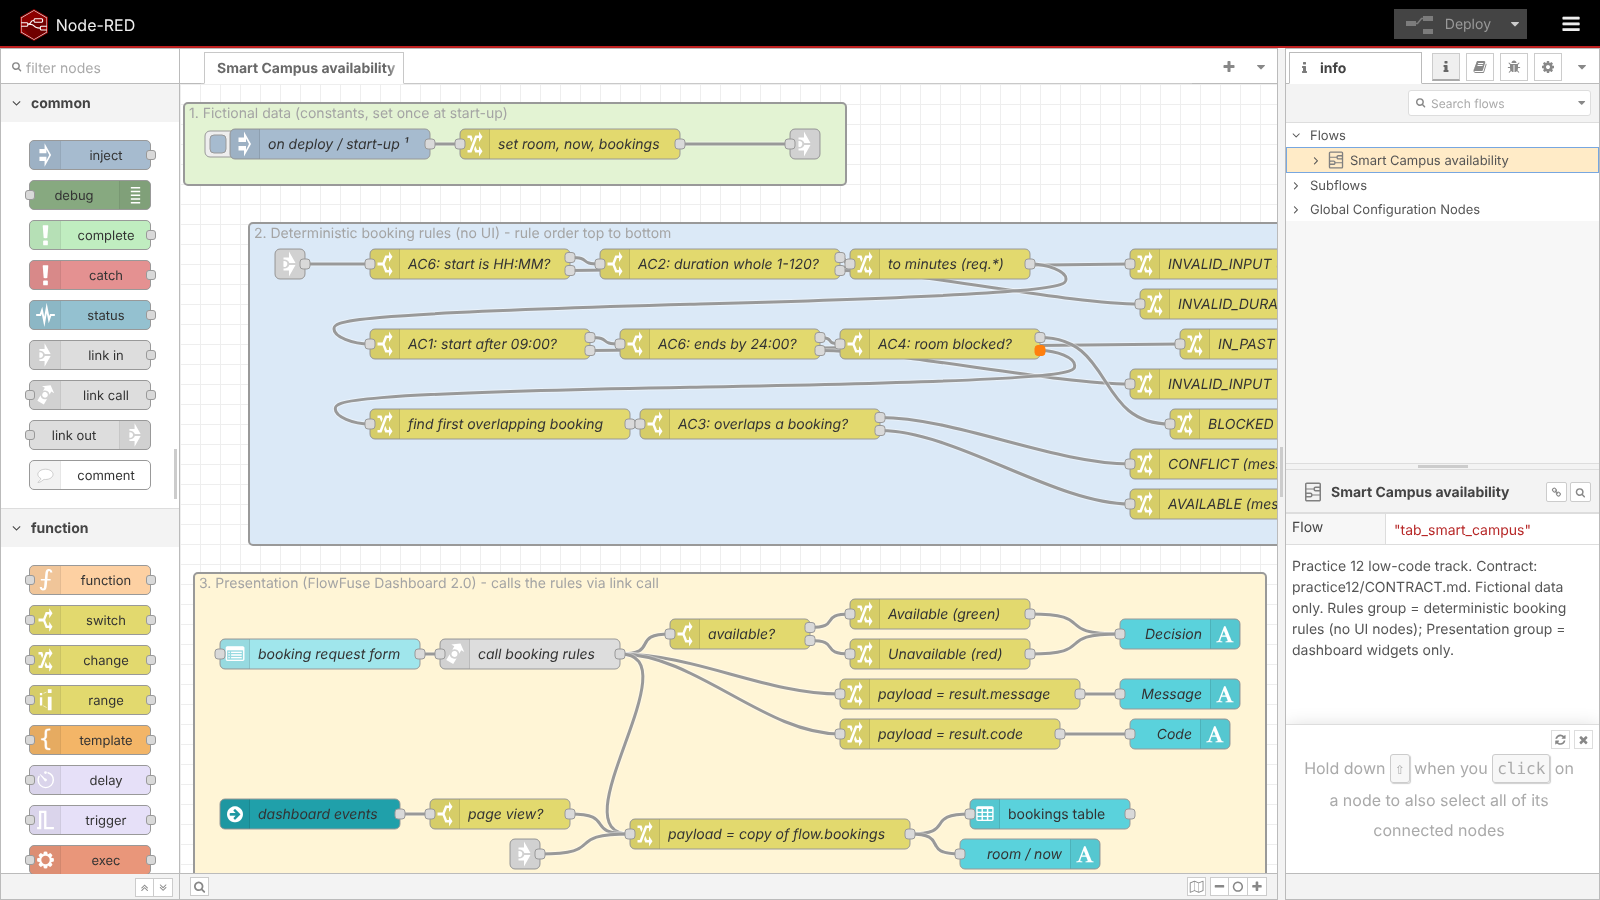 Node-RED
Deploy
filter nodes
common
inject
debug
complete
catch
status
link in
link call
link out
comment
function
function
switch
change
range
template
delay
trigger
exec
Smart Campus availability
1. Fictional data (constants, set once at start-up)
on deploy / start-up ¹
set room, now, bookings
2. Deterministic booking rules (no UI) - rule order top to bottom
AC6: start is HH:MM?
AC2: duration whole 1-120?
to minutes (req.*)
INVALID_INPUT
INVALID_DURA
AC1: start after 09:00?
AC6: ends by 24:00?
AC4: room blocked?
IN_PAST
INVALID_INPUT
find first overlapping booking
AC3: overlaps a booking?
BLOCKED
CONFLICT (mes
AVAILABLE (mes
3. Presentation (FlowFuse Dashboard 2.0) - calls the rules via link call
booking request form
call booking rules
available?
Available (green)
Unavailable (red)
Decision
payload = result.message
Message
payload = result.code
Code
dashboard events
page view?
payload = copy of flow.bookings
bookings table
room / now
info
Search flows
Flows
Smart Campus availability
Subflows
Global Configuration Nodes
Smart Campus availability
Flow
"tab_smart_campus"
Practice 12 low-code track. Contract:
practice12/CONTRACT.md. Fictional data
only. Rules group = deterministic booking
rules (no UI nodes); Presentation group =
dashboard widgets only.
Hold down ⇧ when you click on
a node to also select all of its
connected nodes